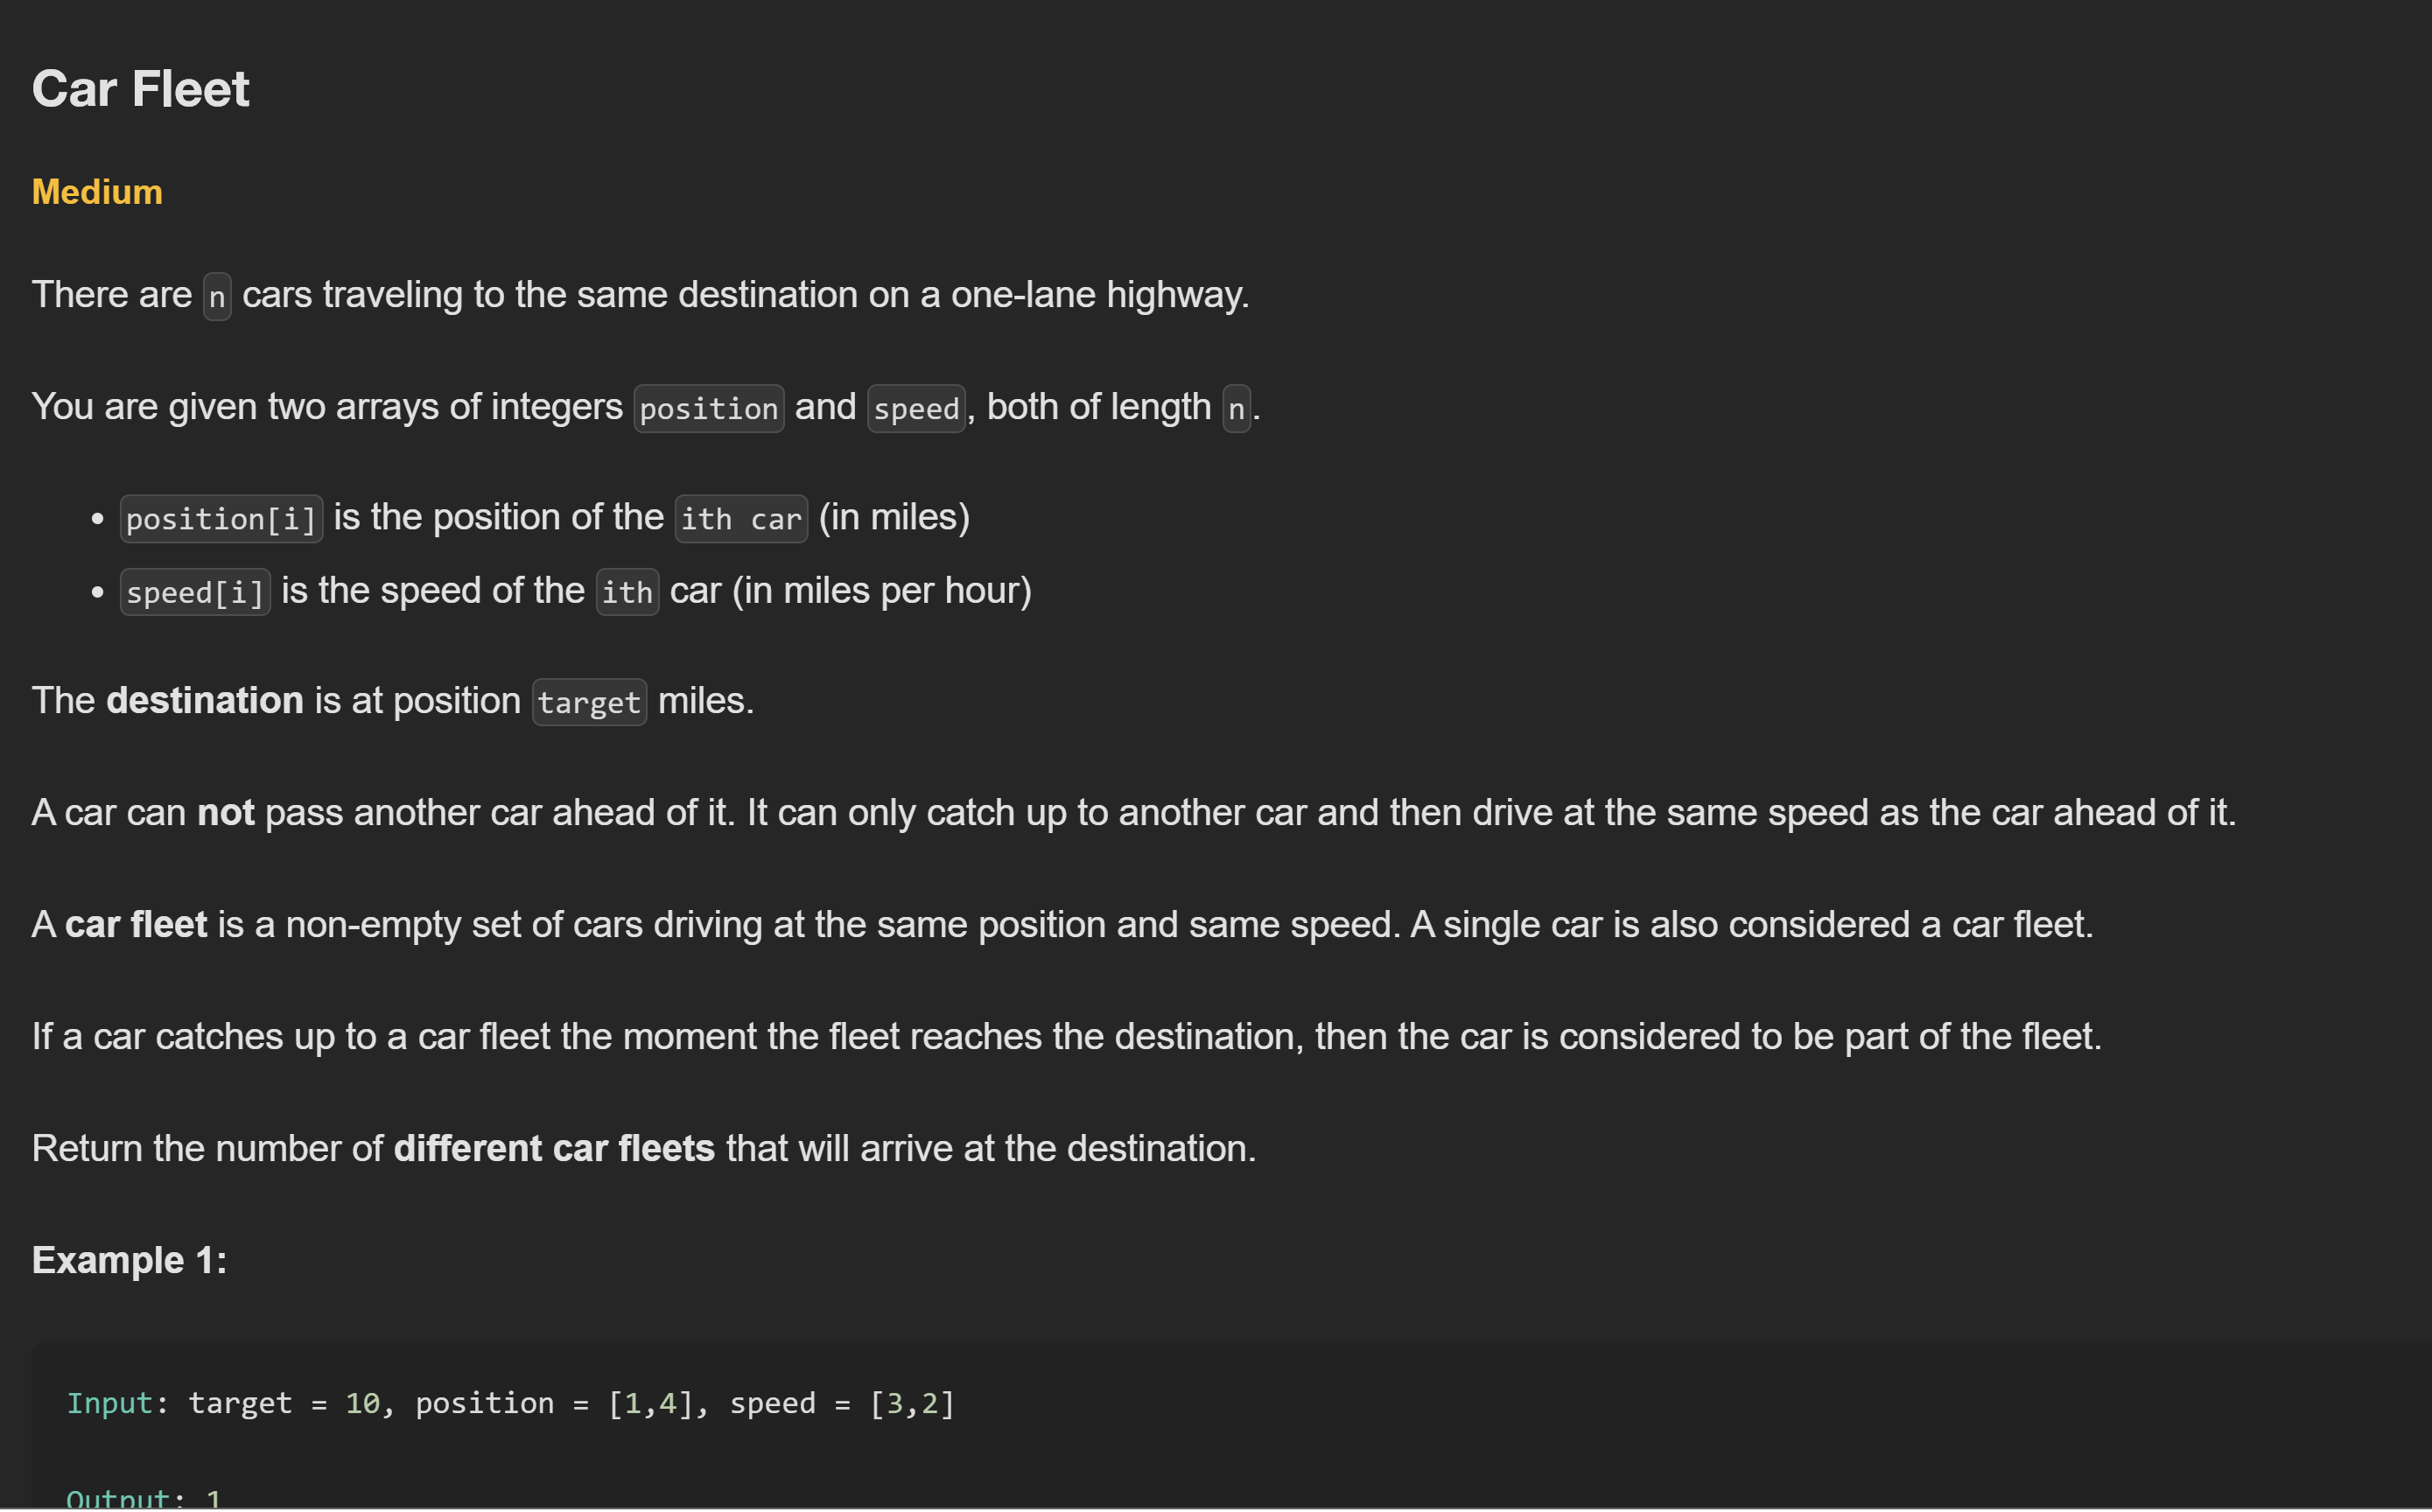 Car Fleet
Medium
There are n cars traveling to the same destination on a one-lane highway.
You are given two arrays of integers position and speed, both of length n.
• position[i] is the position of the ith car (in miles)
• speed[i] is the speed of the ith car (in miles per hour)
The destination is at position target miles.
A car can not pass another car ahead of it. It can only catch up to another car and then drive at the same speed as the car ahead of it.
A car fleet is a non-empty set of cars driving at the same position and same speed. A single car is also considered a car fleet.
If a car catches up to a car fleet the moment the fleet reaches the destination, then the car is considered to be part of the fleet.
Return the number of different car fleets that will arrive at the destination.
Example 1:
Input: target = 10, position = [1,4], speed = [3,2]
Output: 1